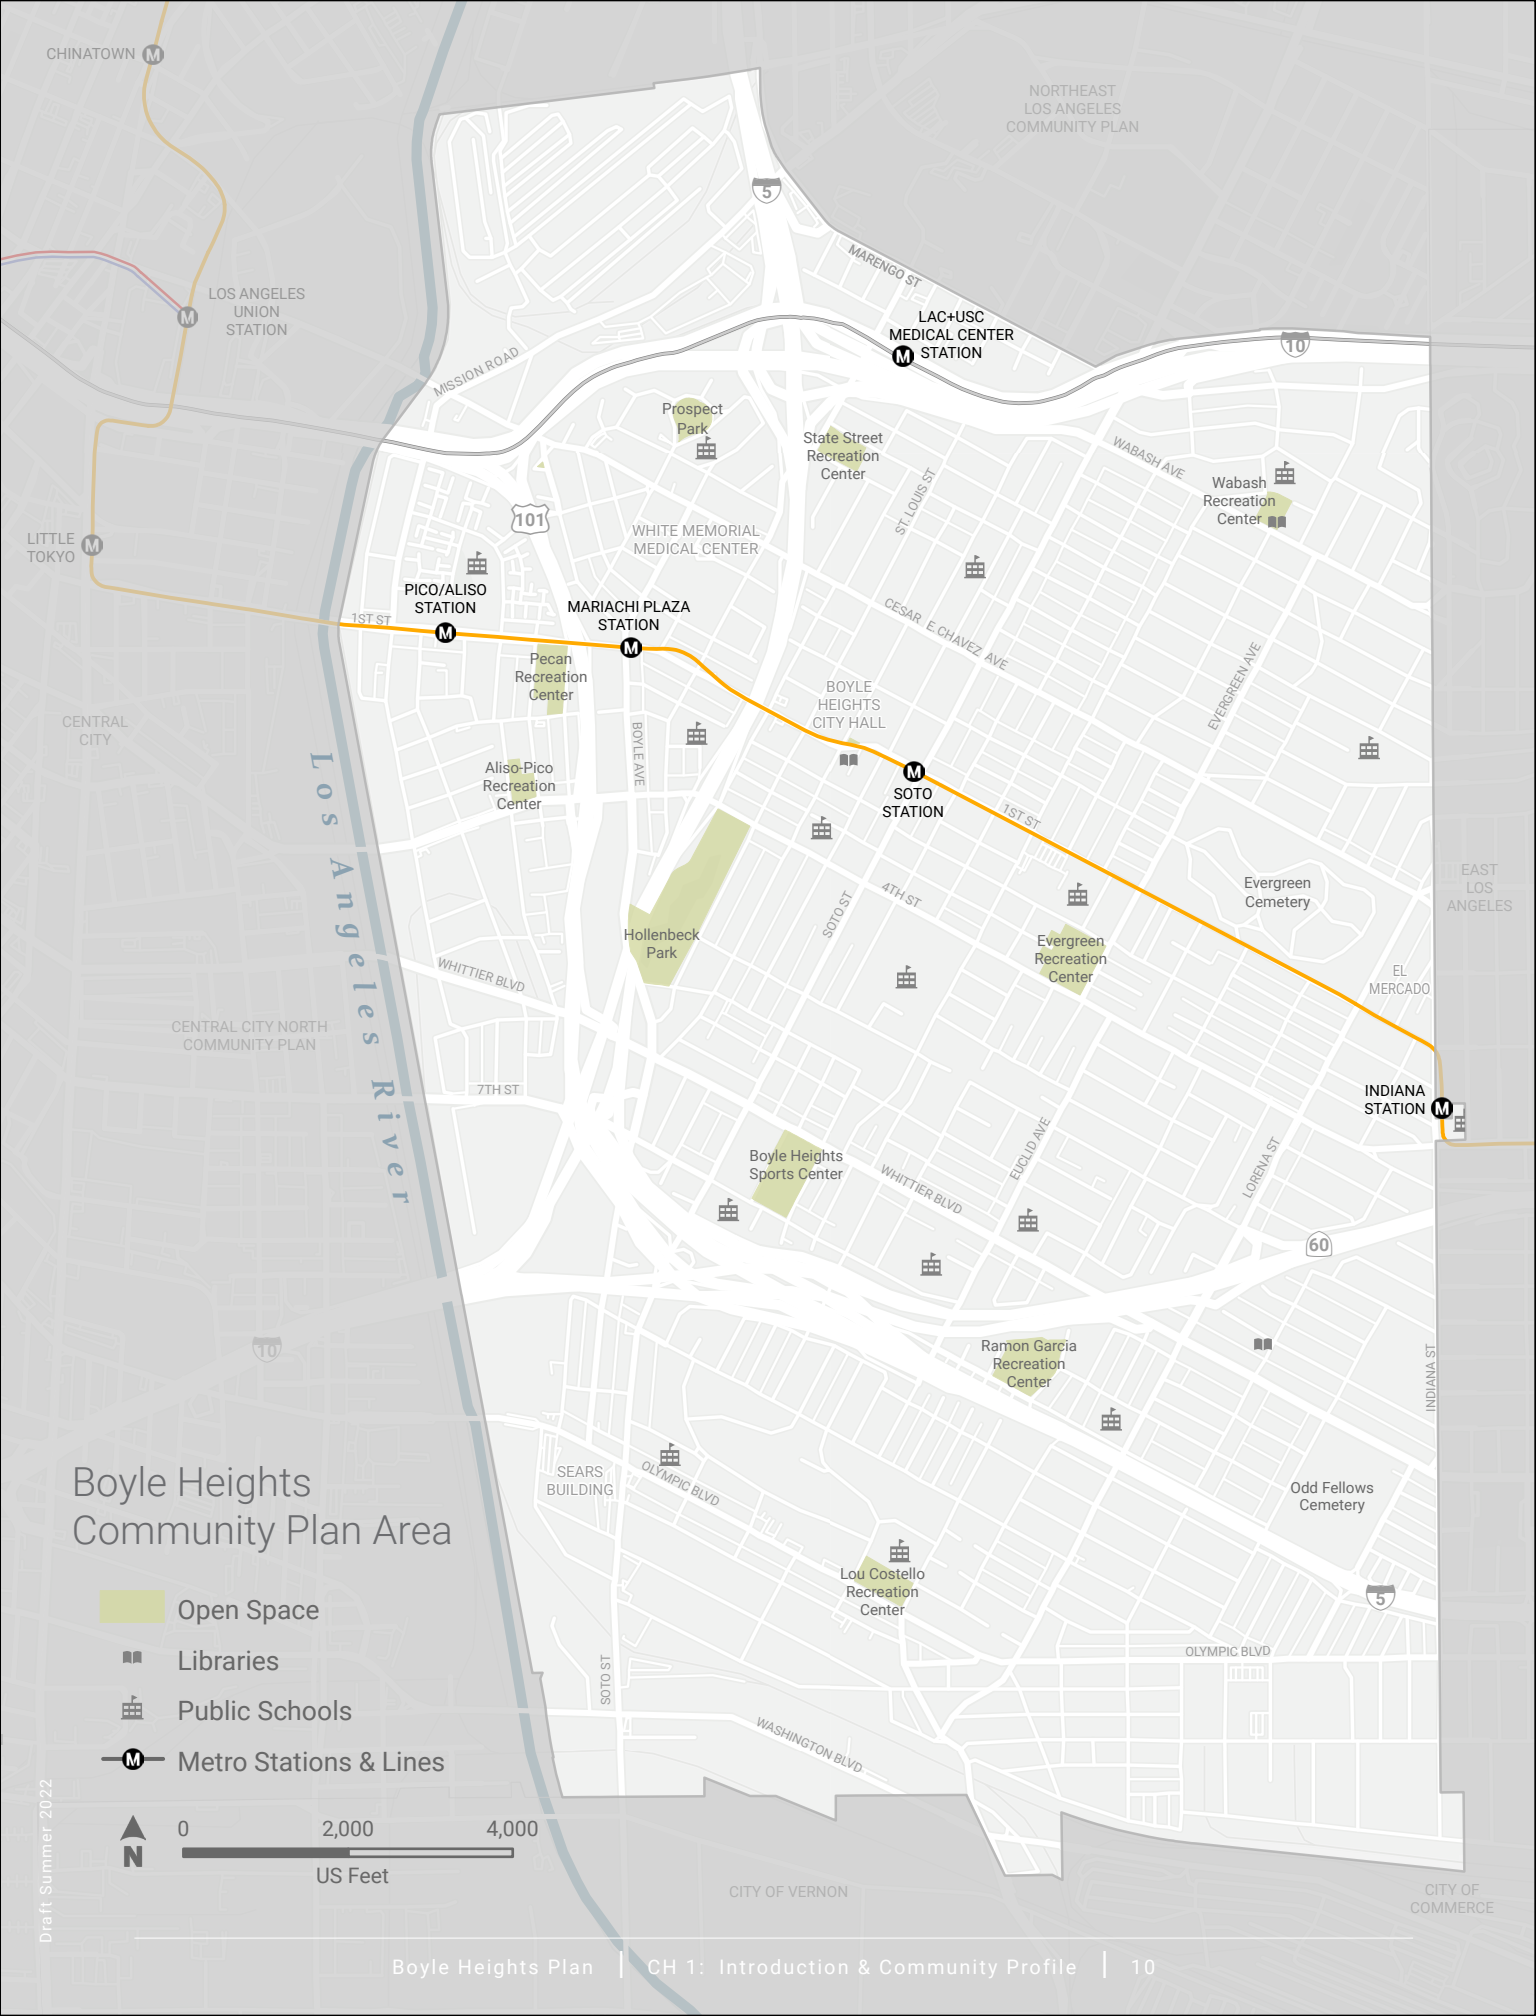 CHINATOWN
M
NORTHEAST
LOS ANGELES
COMMUNITY PLAN
5
MARENGO ST
LOS ANGELES
UNION
STATION
M
LAC+USC
MEDICAL CENTER
STATION
M
10
MISSION ROAD
Prospect
Park
State Street
Recreation
Center
WABASH AVE
Wabash
Recreation
Center
ST. LOUIS ST
101
WHITE MEMORIAL
MEDICAL CENTER
LITTLE
TOKYO
M
PICO/ALISO
STATION
M
1ST ST
MARIACHI PLAZA
STATION
M
CESAR E CHAVEZ AVE
EVERGREEN AVE
Pecan
Recreation
Center
BOYLE
HEIGHTS
CITY HALL
CENTRAL
CITY
BOYLE AVE
Aliso-Pico
Recreation
Center
M
SOTO
STATION
1ST ST
Los Angeles River
EAST
LOS
ANGELES
Evergreen
Cemetery
4TH ST
SOTO ST
Hollenbeck
Park
Evergreen
Recreation
Center
EL
MERCADO
WHITTIER BLVD
CENTRAL CITY NORTH
COMMUNITY PLAN
7TH ST
INDIANA
STATION
M
EUCLID AVE
LORENA ST
Boyle Heights
Sports Center
WHITTIER BLVD
60
10
Ramon Garcia
Recreation
Center
INDIANA ST
SEARS
BUILDING
OLYMPIC BLVD
Odd Fellows
Cemetery
Lou Costello
Recreation
Center
5
OLYMPIC BLVD
SOTO ST
WASHINGTON BLVD
Boyle Heights
Community Plan Area
Open Space
Libraries
Public Schools
M
Metro Stations & Lines
N
0 2,000 4,000
US Feet
Draft Summer 2022
CITY OF VERNON
CITY OF
COMMERCE
Boyle Heights Plan | CH 1: Introduction & Community Profile | 10